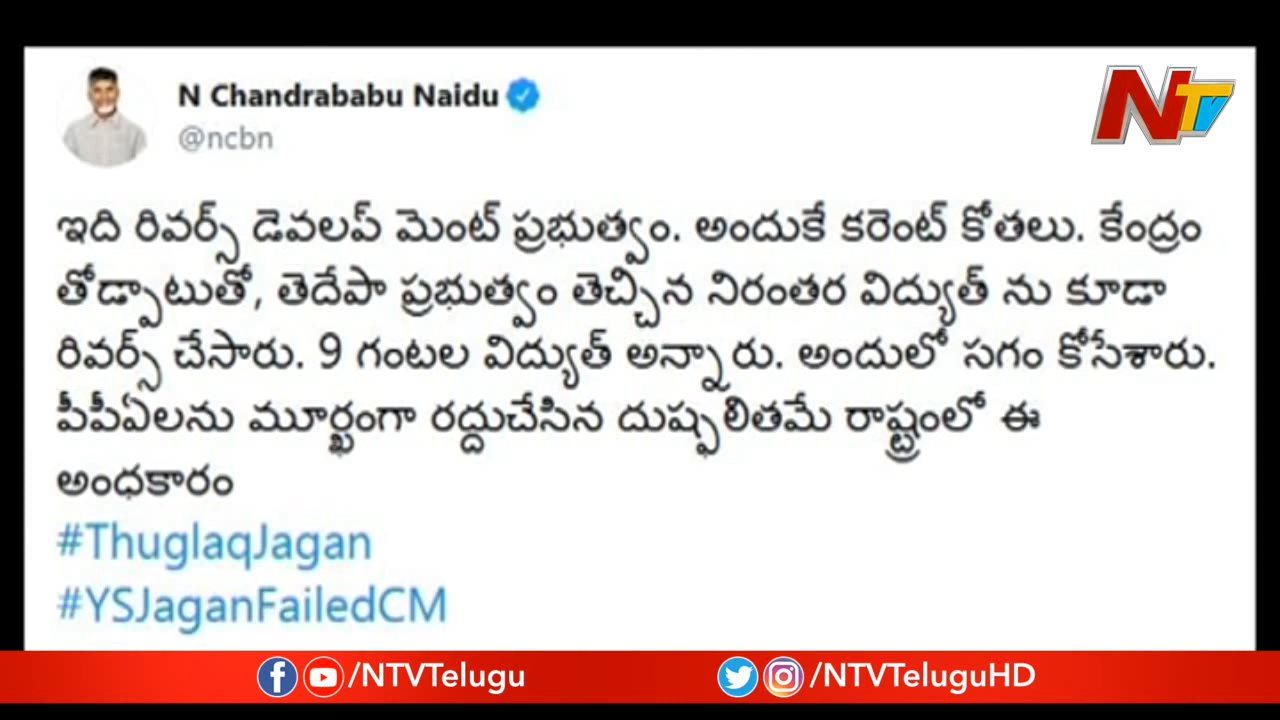 N Chandrababu Naidu
@ncbn
NTV
ఇది రివర్స్ డెవలప్ మెంట్ ప్రభుత్వం. అందుకే కరెంట్ కోతలు. కేంద్రం
తోడ్పాటుతో, తెదేపా ప్రభుత్వం తెచ్చిన నిరంతర విద్యుత్ ను కూడా
రివర్స్ చేసారు. 9 గంటల విద్యుత్ అన్నారు. అందులో సగం కోసేశారు.
పీపీఏలను మూర్ఖంగా రద్దుచేసిన దుష్ఫలితమే రాష్ట్రంలో ఈ
అంధకారం
#ThuglaqJagan
#YSJaganFailedCM
/NTVTelugu
/NTVTeluguHD